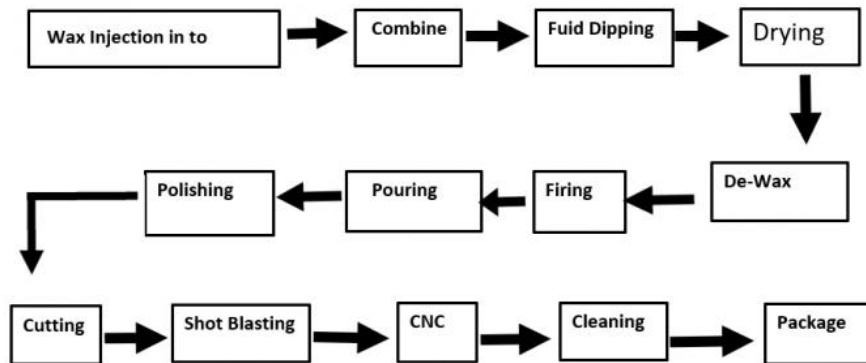 Wax Injection in to
Combine
Fuid Dipping
Drying
De-Wax
Firing
Pouring
Polishing
Cutting
Shot Blasting
CNC
Cleaning
Package